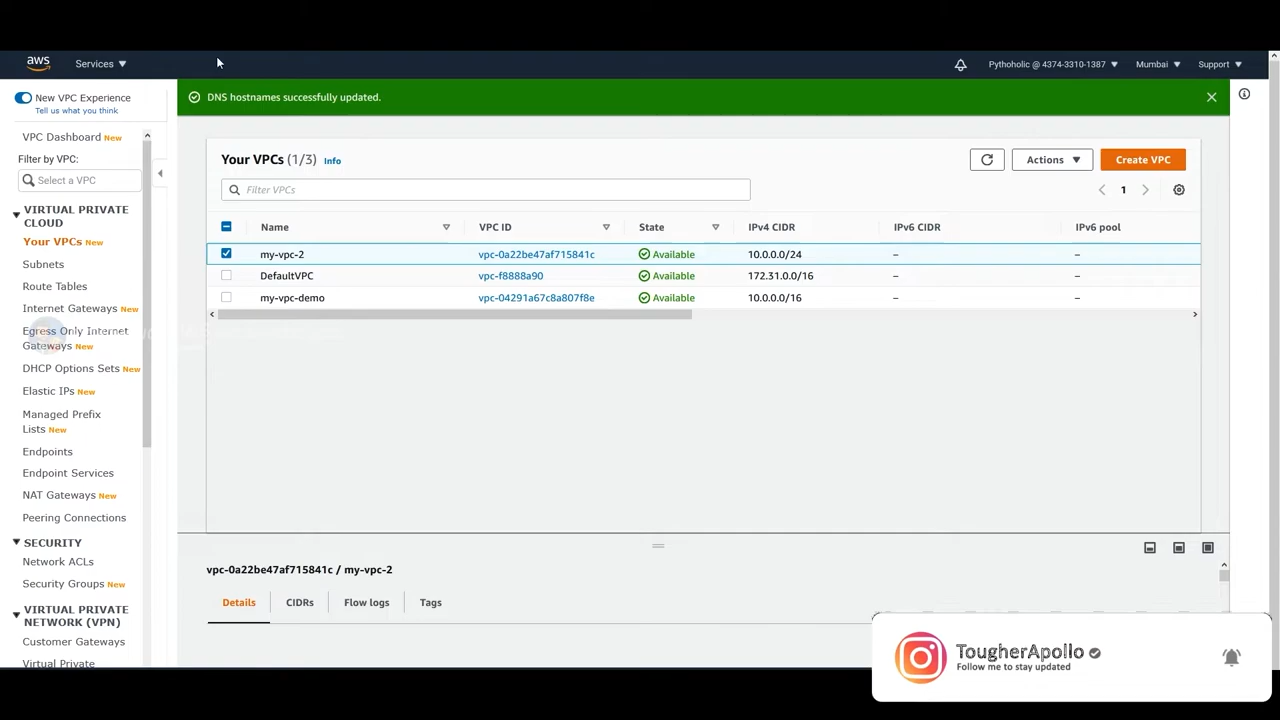 aws
Services
Pythoholic @ 4374-3310-1387
Mumbai
Support
New VPC Experience
Tell us what you think
DNS hostnames successfully updated.
VPC Dashboard New
Filter by VPC:
Select a VPC
VIRTUAL PRIVATE
CLOUD
Your VPCs New
Subnets
Route Tables
Internet Gateways New
Egress Only Internet
Gateways New
DHCP Options Sets New
Elastic IPs New
Managed Prefix
Lists New
Endpoints
Endpoint Services
NAT Gateways New
Peering Connections
SECURITY
Network ACLs
Security Groups New
VIRTUAL PRIVATE
NETWORK (VPN)
Customer Gateways
Virtual Private
Your VPCs (1/3) Info
Actions
Create VPC
Filter VPCs
1
Name VPC ID State IPv4 CIDR IPv6 CIDR IPv6 pool
my-vpc-2 vpc-0a22be47af715841c Available 10.0.0.0/24 – –
DefaultVPC vpc-f8888a90 Available 172.31.0.0/16 – –
my-vpc-demo vpc-04291a67c8a807f8e Available 10.0.0.0/16 – –
vpc-0a22be47af715841c / my-vpc-2
Details CIDRs Flow logs Tags
TougherApollo
Follow me to stay updated